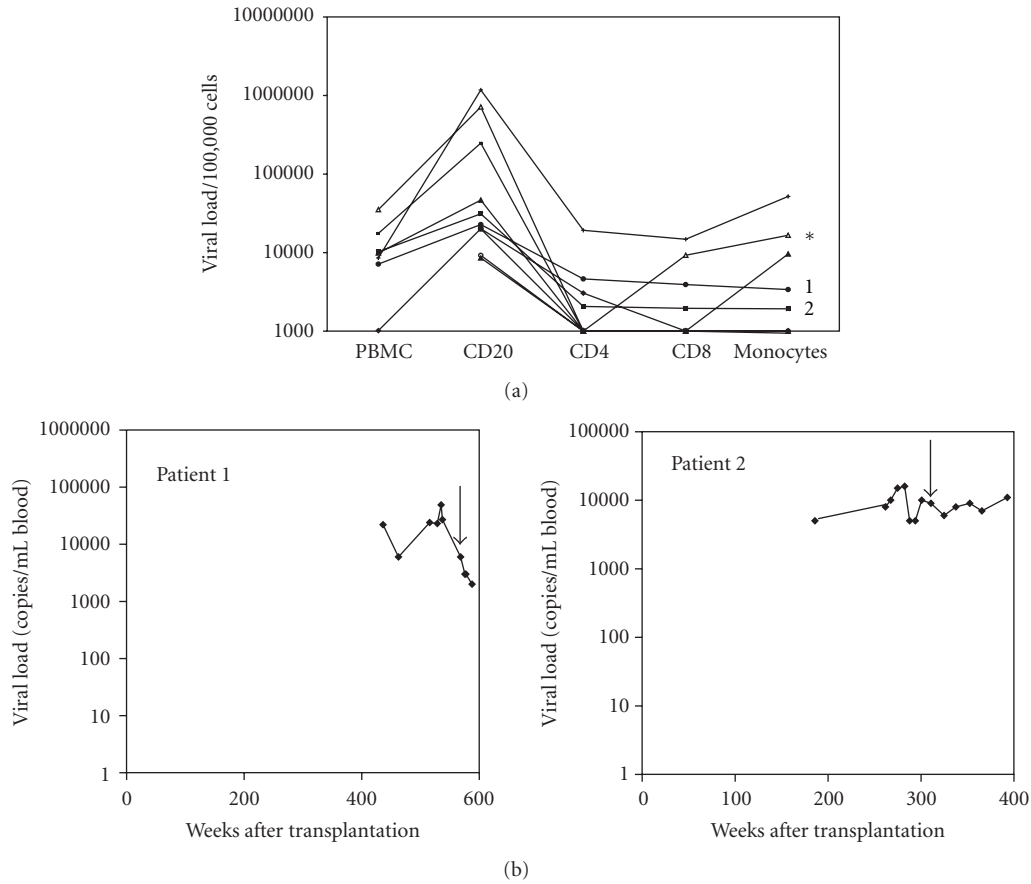 10000000
1000000
100000
10000
1000
Viral load/100,000 cells
*
1
2
PBMC CD20 CD4 CD8 Monocytes
(a)
1000000
100000
10000
1000
100
10
1
Viral load (copies/mL blood)
Patient 1
0 200 400 600
Weeks after transplantation
100000
10000
1000
100
10
1
Viral load (copies/mL blood)
Patient 2
0 100 200 300 400
Weeks after transplantation
(b)